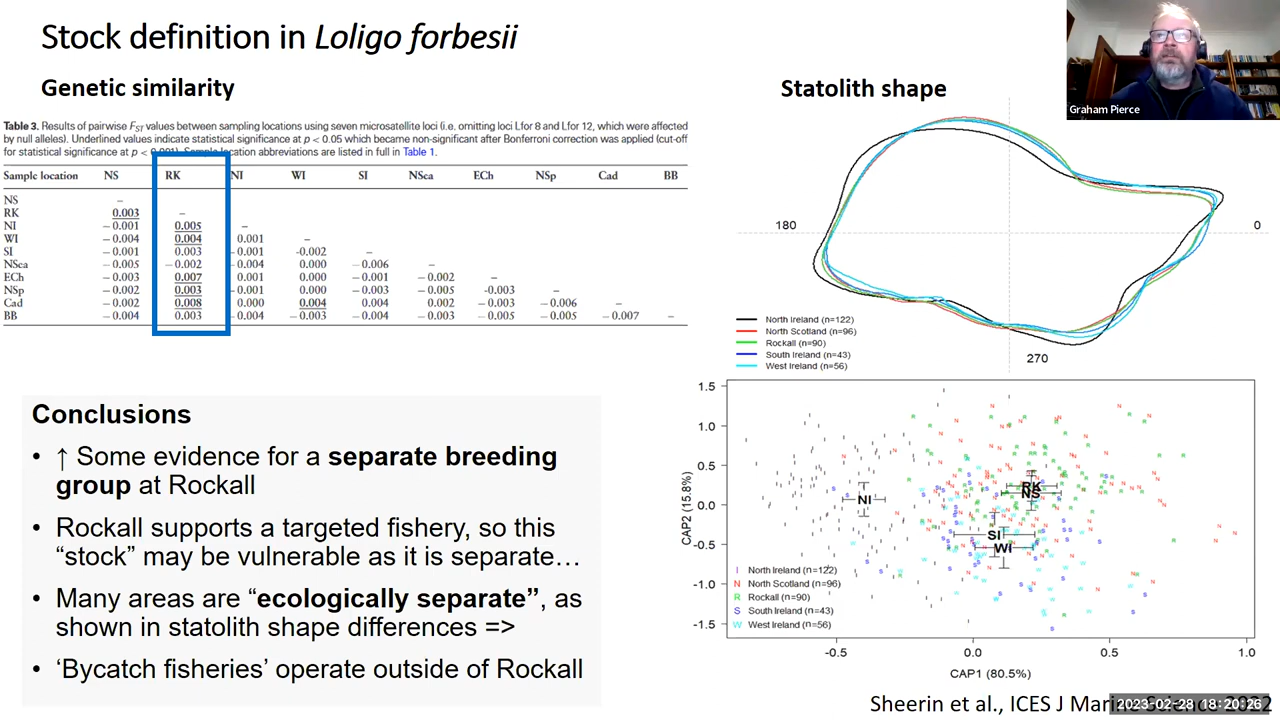 Stock definition in Loligo forbesii
Graham Pierce
Genetic similarity
Table 3. Results of pairwise FST values between sampling locations using seven microsatellite loci (i.e. omitting loci Lfor 8 and Lfor 12, which were affected
by null alleles). Underlined values indicate statistical significance at p < 0.05 which became non-significant after Bonferroni correction was applied (cut-off
for statistical significance at p < 0.001). Sample location abbreviations are listed in full in Table 1.
Sample location NS RK NI WI SI NSca ECh NSp Cad BB
NS –
RK 0.003 –
NI – 0.001 0.005 –
WI – 0.004 0.004 0.001 –
SI – 0.001 0.003 – 0.001 -0.002 –
NSca – 0.005 – 0.002 – 0.004 0.000 – 0.006 –
ECh – 0.003 0.007 0.001 0.000 – 0.001 – 0.002 –
NSp – 0.002 0.003 – 0.001 0.000 – 0.003 – 0.005 -0.003 –
Cad – 0.002 0.008 0.000 0.004 0.004 0.002 – 0.003 – 0.006 –
BB – 0.004 0.003 – 0.004 – 0.003 – 0.004 – 0.003 – 0.005 – 0.005 – 0.007 –
Conclusions
• ↑ Some evidence for a separate breeding
group at Rockall
• Rockall supports a targeted fishery, so this
“stock” may be vulnerable as it is separate…
• Many areas are “ecologically separate”, as
shown in statolith shape differences =>
• ‘Bycatch fisheries’ operate outside of Rockall
Statolith shape
180
0
270
North Ireland (n=122)
North Scotland (n=96)
Rockall (n=90)
South Ireland (n=43)
West Ireland (n=56)
1.5
1.0
0.5
0.0
-0.5
-1.0
-1.5
CAP2 (15.8%)
NI
RK
NS
SI
WI
I North Ireland (n=122)
N North Scotland (n=96)
R Rockall (n=90)
S South Ireland (n=43)
W West Ireland (n=56)
-0.5 0.0 0.5 1.0
CAP1 (80.5%)
Sheerin et al., ICES J Marine Science 2022
2023-02-28 18:20:26